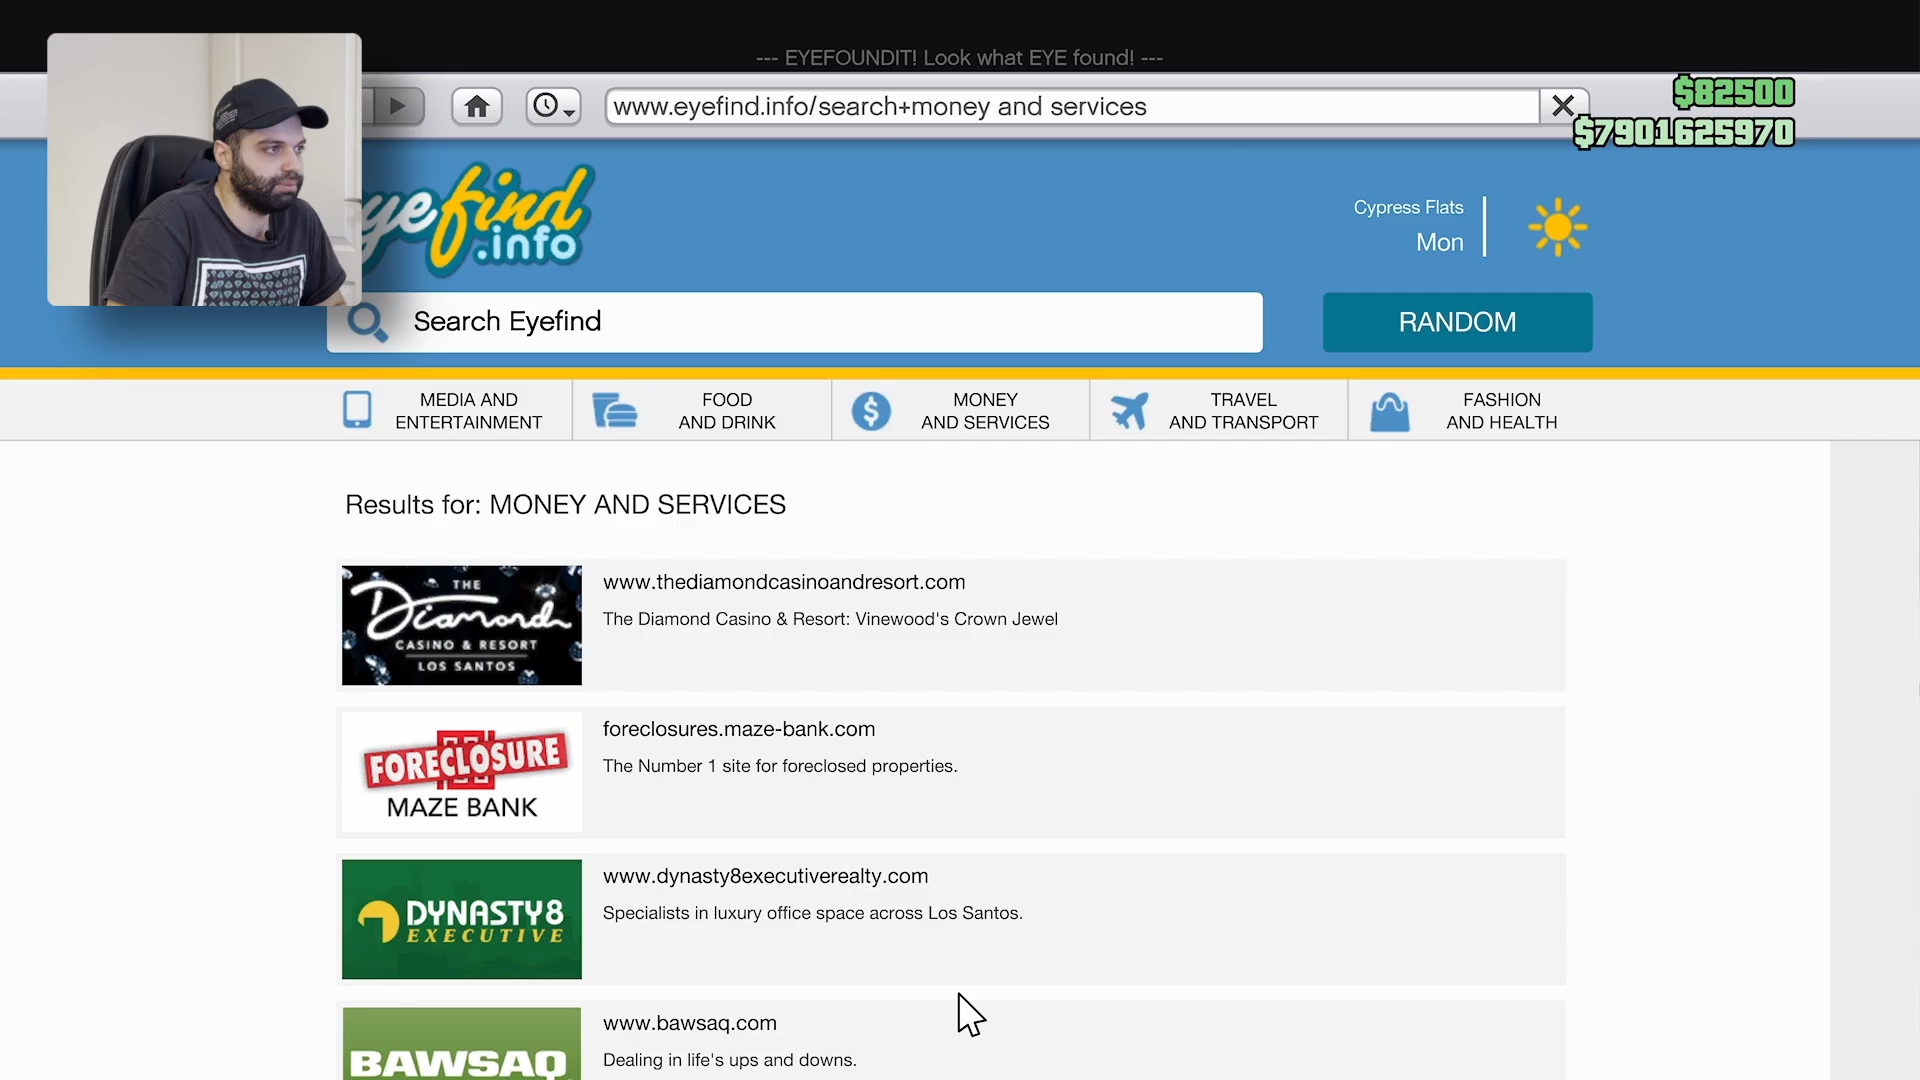 --- EYEFOUNDIT! Look what EYE found! ---
www.eyefind.info/search+money and services
$82500
$7901625970
eyefind
.info
Cypress Flats
Mon
Search Eyefind
RANDOM
MEDIA AND
ENTERTAINMENT
FOOD
AND DRINK
MONEY
AND SERVICES
TRAVEL
AND TRANSPORT
FASHION
AND HEALTH
Results for: MONEY AND SERVICES
THE
Diamond
CASINO & RESORT
LOS SANTOS
www.thediamondcasinoandresort.com
The Diamond Casino & Resort: Vinewood's Crown Jewel
FORECLOSURE
MAZE BANK
foreclosures.maze-bank.com
The Number 1 site for foreclosed properties.
DYNASTY8
EXECUTIVE
www.dynasty8executiverealty.com
Specialists in luxury office space across Los Santos.
BAWSAQ
www.bawsaq.com
Dealing in life's ups and downs.